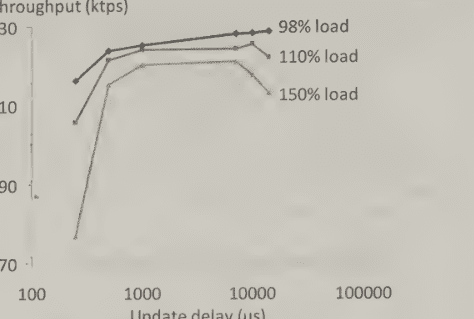 hroughput (ktps)
30
98% load
110% load
10
150% load
90
70
100 1000 10000 100000
Update delay (us)